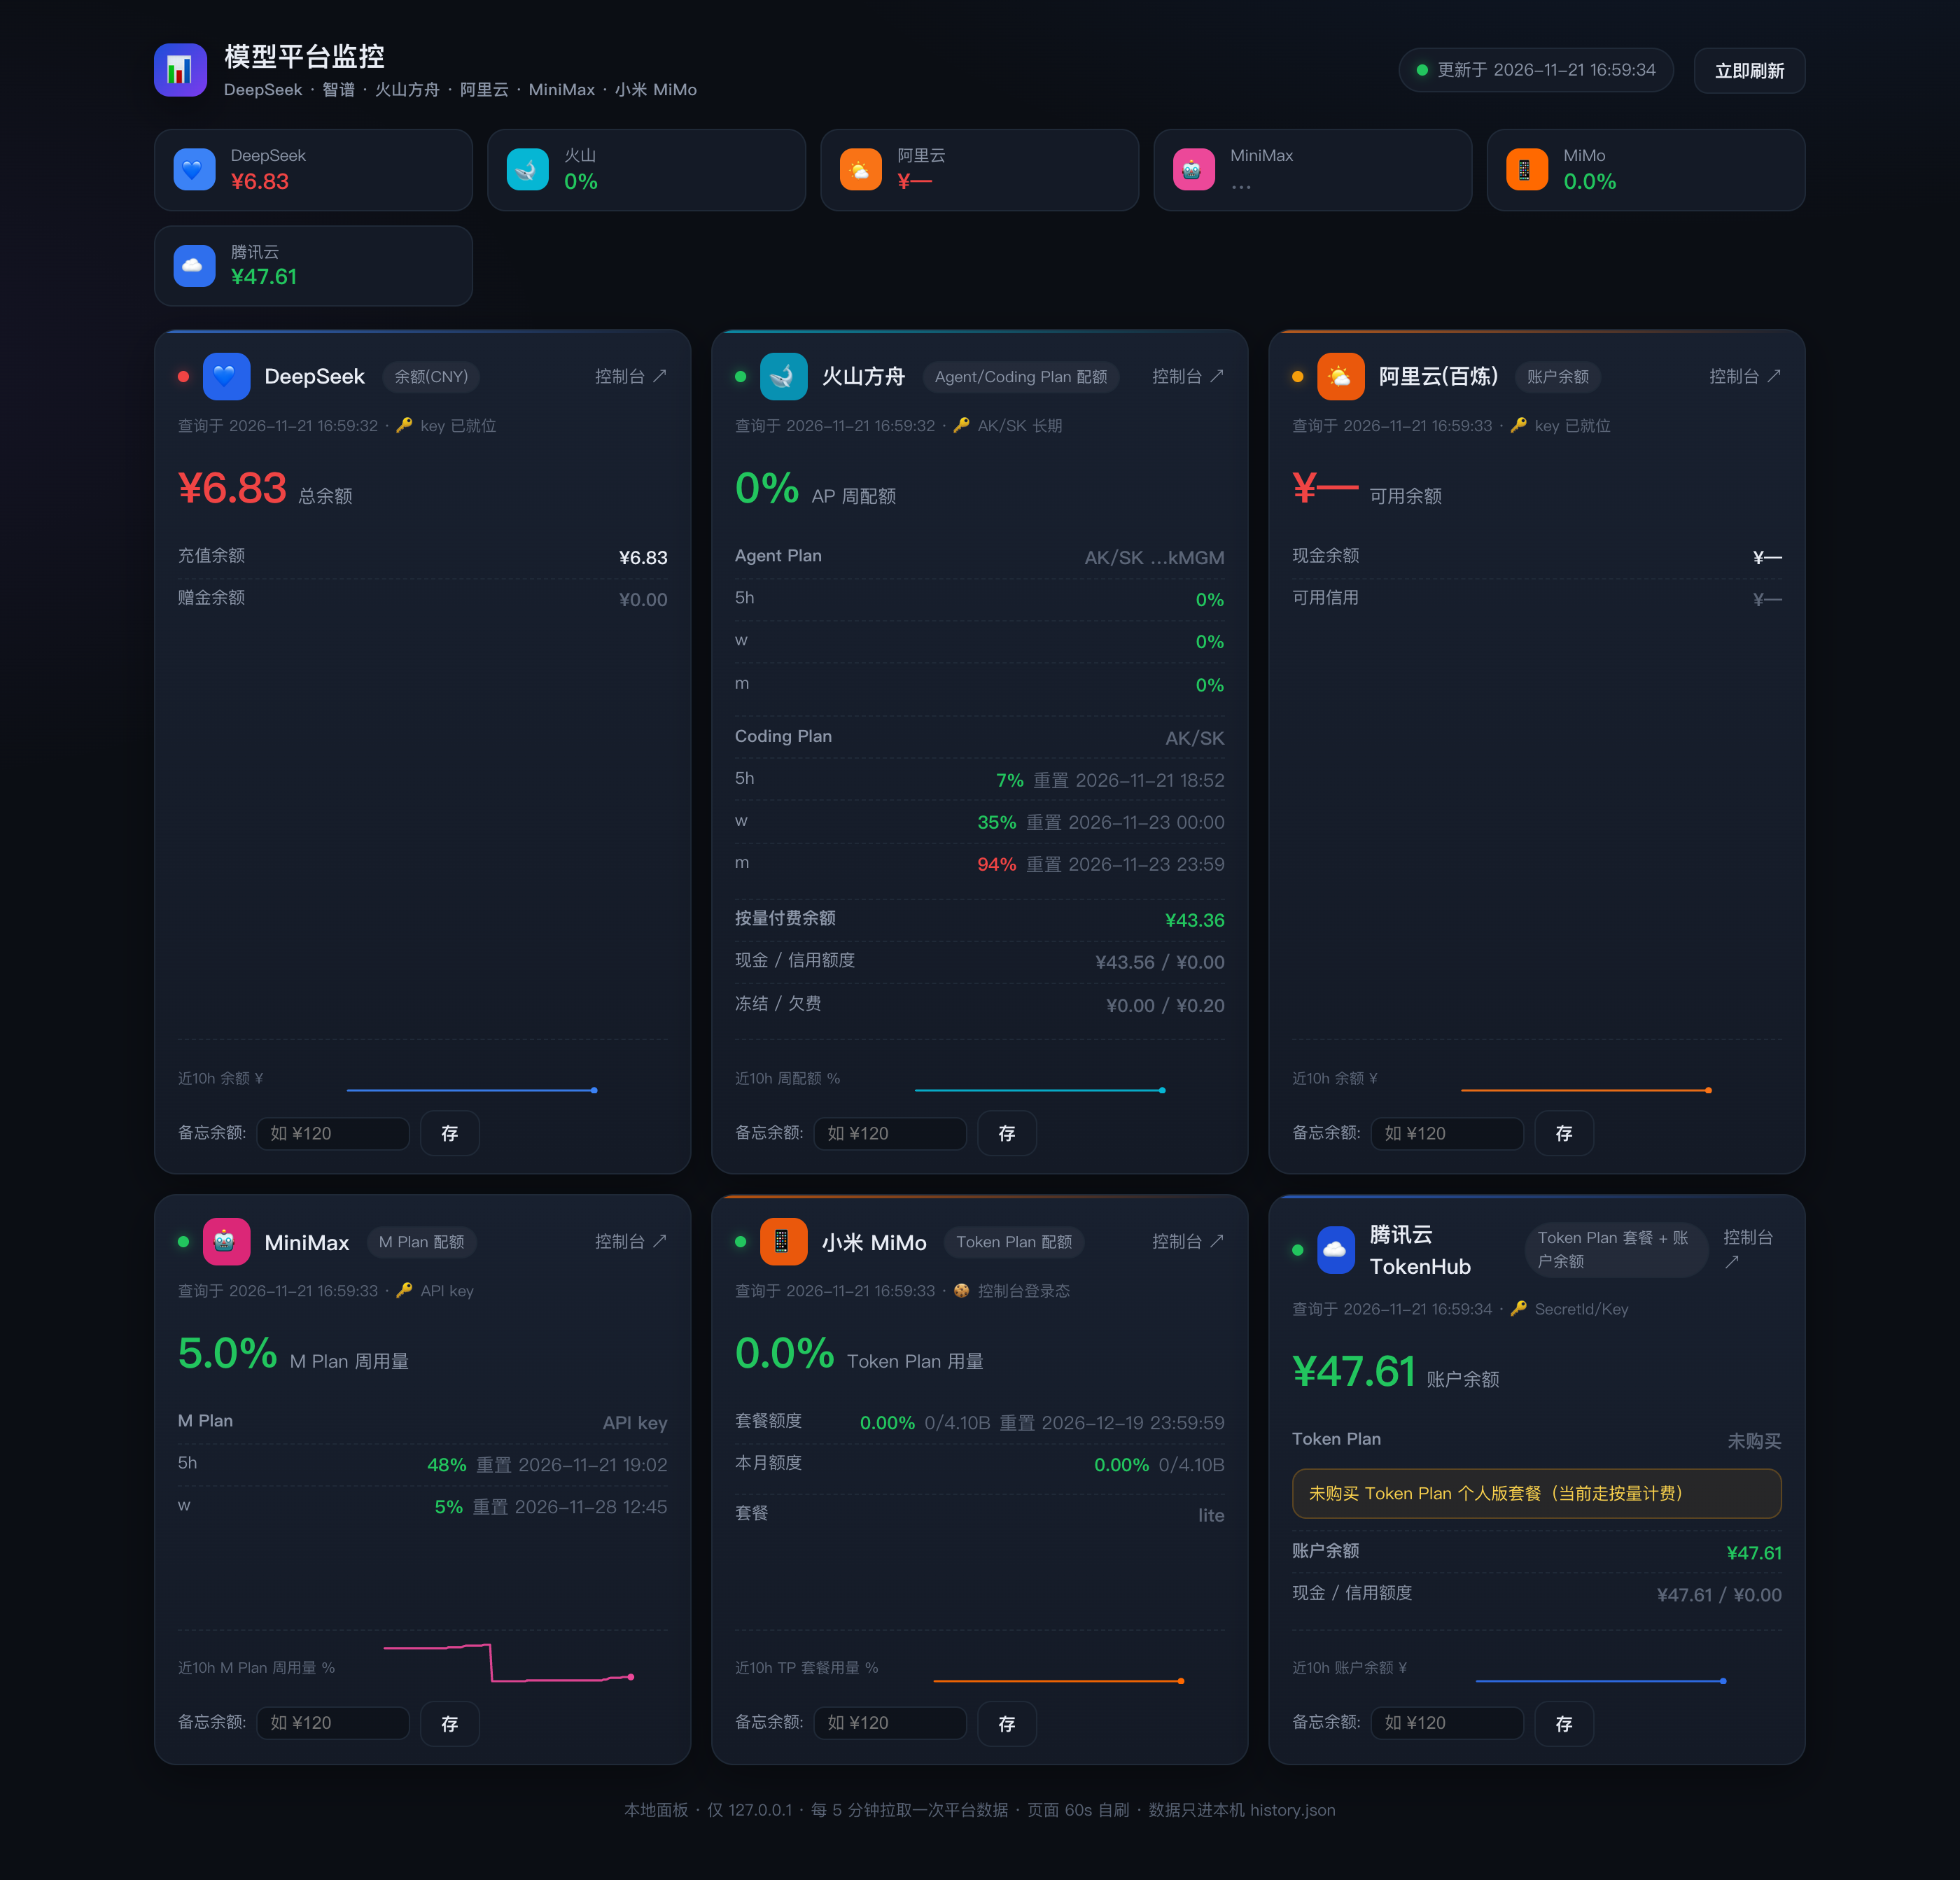 模型平台监控
DeepSeek · 智谱 · 火山方舟 · 阿里云 · MiniMax · 小米 MiMo
更新于 2026-11-21 16:59:34
立即刷新
DeepSeek
¥6.83
火山
0%
阿里云
¥—
MiniMax
...
MiMo
0.0%
腾讯云
¥47.61
DeepSeek 余额(CNY) 控制台 ↗
查询于 2026-11-21 16:59:32 · 🔑 key 已就位
¥6.83 总余额
充值余额 ¥6.83
赠金余额 ¥0.00
近10h 余额 ¥
备忘余额: 如 ¥120 存
火山方舟 Agent/Coding Plan 配额 控制台 ↗
查询于 2026-11-21 16:59:32 · 🔑 AK/SK 长期
0% AP 周配额
Agent Plan AK/SK …kMGM
5h 0%
w 0%
m 0%
Coding Plan AK/SK
5h 7% 重置 2026-11-21 18:52
w 35% 重置 2026-11-23 00:00
m 94% 重置 2026-11-23 23:59
按量付费余额 ¥43.36
现金 / 信用额度 ¥43.56 / ¥0.00
冻结 / 欠费 ¥0.00 / ¥0.20
近10h 周配额 %
备忘余额: 如 ¥120 存
阿里云(百炼) 账户余额 控制台 ↗
查询于 2026-11-21 16:59:33 · 🔑 key 已就位
¥— 可用余额
现金余额 ¥—
可用信用 ¥—
近10h 余额 ¥
备忘余额: 如 ¥120 存
MiniMax M Plan 配额 控制台 ↗
查询于 2026-11-21 16:59:33 · 🔑 API key
5.0% M Plan 周用量
M Plan API key
5h 48% 重置 2026-11-21 19:02
w 5% 重置 2026-11-28 12:45
近10h M Plan 周用量 %
备忘余额: 如 ¥120 存
小米 MiMo Token Plan 配额 控制台 ↗
查询于 2026-11-21 16:59:33 · 🍪 控制台登录态
0.0% Token Plan 用量
套餐额度 0.00% 0/4.10B 重置 2026-12-19 23:59:59
本月额度 0.00% 0/4.10B
套餐 lite
近10h TP 套餐用量 %
备忘余额: 如 ¥120 存
腾讯云
TokenHub
Token Plan 套餐 + 账
户余额
控制台
↗
查询于 2026-11-21 16:59:34 · 🔑 SecretId/Key
¥47.61 账户余额
Token Plan 未购买
未购买 Token Plan 个人版套餐（当前走按量计费）
账户余额 ¥47.61
现金 / 信用额度 ¥47.61 / ¥0.00
近10h 账户余额 ¥
备忘余额: 如 ¥120 存
本地面板 · 仅 127.0.0.1 · 每 5 分钟拉取一次平台数据 · 页面 60s 自刷 · 数据只进本机 history.json